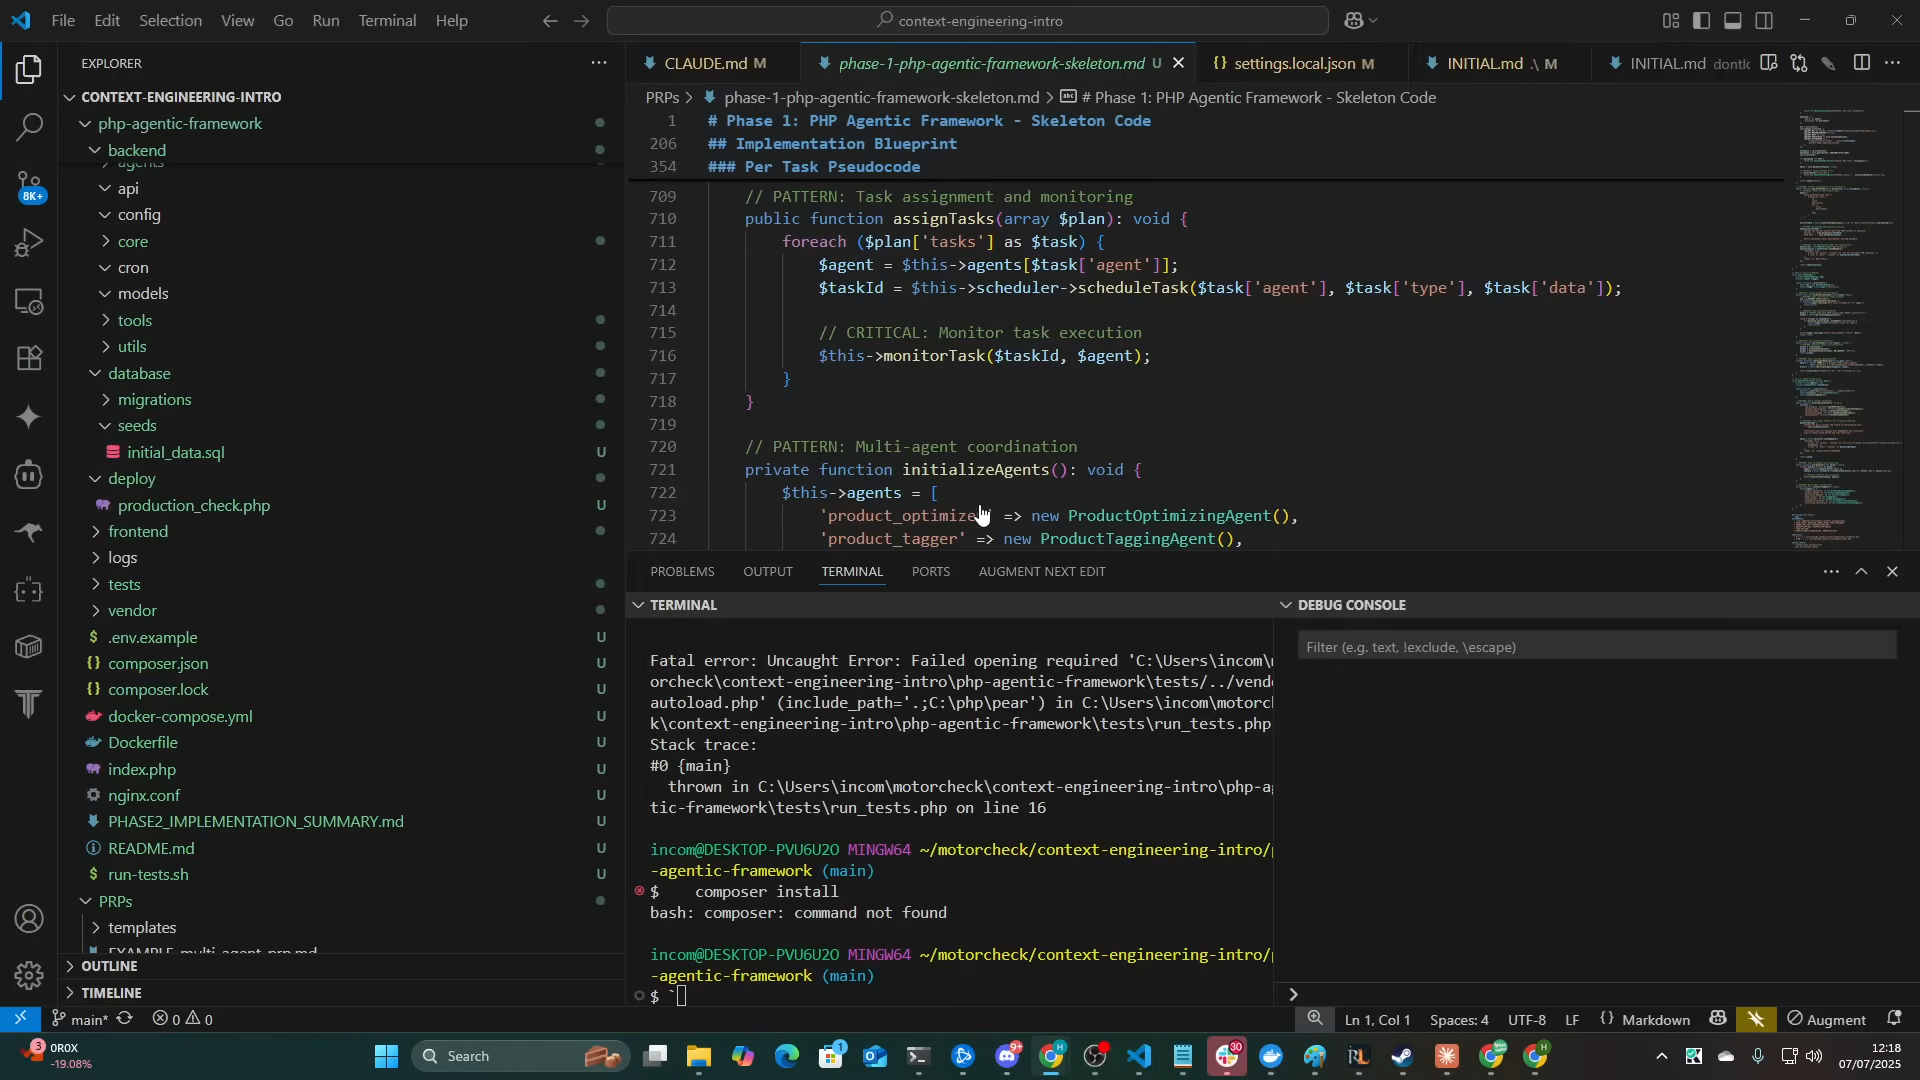 File Edit Selection View Go Run Terminal Help
context-engineering-intro
EXPLORER
CONTEXT-ENGINEERING-INTRO
php-agentic-framework
backend
agents
api
config
core
cron
models
tools
utils
database
migrations
seeds
initial_data.sql U
deploy
production_check.php U
frontend
logs
tests
vendor
.env.example U
composer.json U
composer.lock U
docker-compose.yml U
Dockerfile U
index.php U
nginx.conf U
PHASE2_IMPLEMENTATION_SUMMARY.md U
README.md U
run-tests.sh U
PRPs
templates
EXAMPLE_multi_agent_prp.md
OUTLINE
TIMELINE
8K+
CLAUDE.md M
phase-1-php-agentic-framework-skeleton.md U
settings.local.json M
INITIAL.md .\ M
INITIAL.md
PRPs > phase-1-php-agentic-framework-skeleton.md > # Phase 1: PHP Agentic Framework - Skeleton Code
1 # Phase 1: PHP Agentic Framework - Skeleton Code
206 ## Implementation Blueprint
354 ### Per Task Pseudocode
709 // PATTERN: Task assignment and monitoring
710 public function assignTasks(array $plan): void {
711 foreach ($plan['tasks'] as $task) {
712 $agent = $this->agents[$task['agent']];
713 $taskId = $this->scheduler->scheduleTask($task['agent'], $task['type'], $task['data']);
714
715 // CRITICAL: Monitor task execution
716 $this->monitorTask($taskId, $agent);
717 }
718 }
719
720 // PATTERN: Multi-agent coordination
721 private function initializeAgents(): void {
722 $this->agents = [
723 'product_optimize => new ProductOptimizingAgent(),
724 'product_tagger' => new ProductTaggingAgent(),
PROBLEMS OUTPUT TERMINAL PORTS AUGMENT NEXT EDIT
TERMINAL
Fatal error: Uncaught Error: Failed opening required 'C:\Users\incom\
orcheck\context-engineering-intro\php-agentic-framework\tests/../vend
autoload.php' (include_path='.;C:\php\pear') in C:\Users\incom\motorc
k\context-engineering-intro\php-agentic-framework\tests\run_tests.php
Stack trace:
#0 {main}
thrown in C:\Users\incom\motorcheck\context-engineering-intro\php-a
tic-framework\tests\run_tests.php on line 16
incom@DESKTOP-PVU6U2O MINGW64 ~/motorcheck/context-engineering-intro/
-agentic-framework (main)
$ composer install
bash: composer: command not found
incom@DESKTOP-PVU6U2O MINGW64 ~/motorcheck/context-engineering-intro/
-agentic-framework (main)
$ `
DEBUG CONSOLE
Filter (e.g. text, !exclude, \escape)
main* 0 0
Ln 1, Col 1 Spaces: 4 UTF-8 LF {} Markdown Augment
3
0R0X
-19.08%
Search
1
9+
30
12:18
07/07/2025